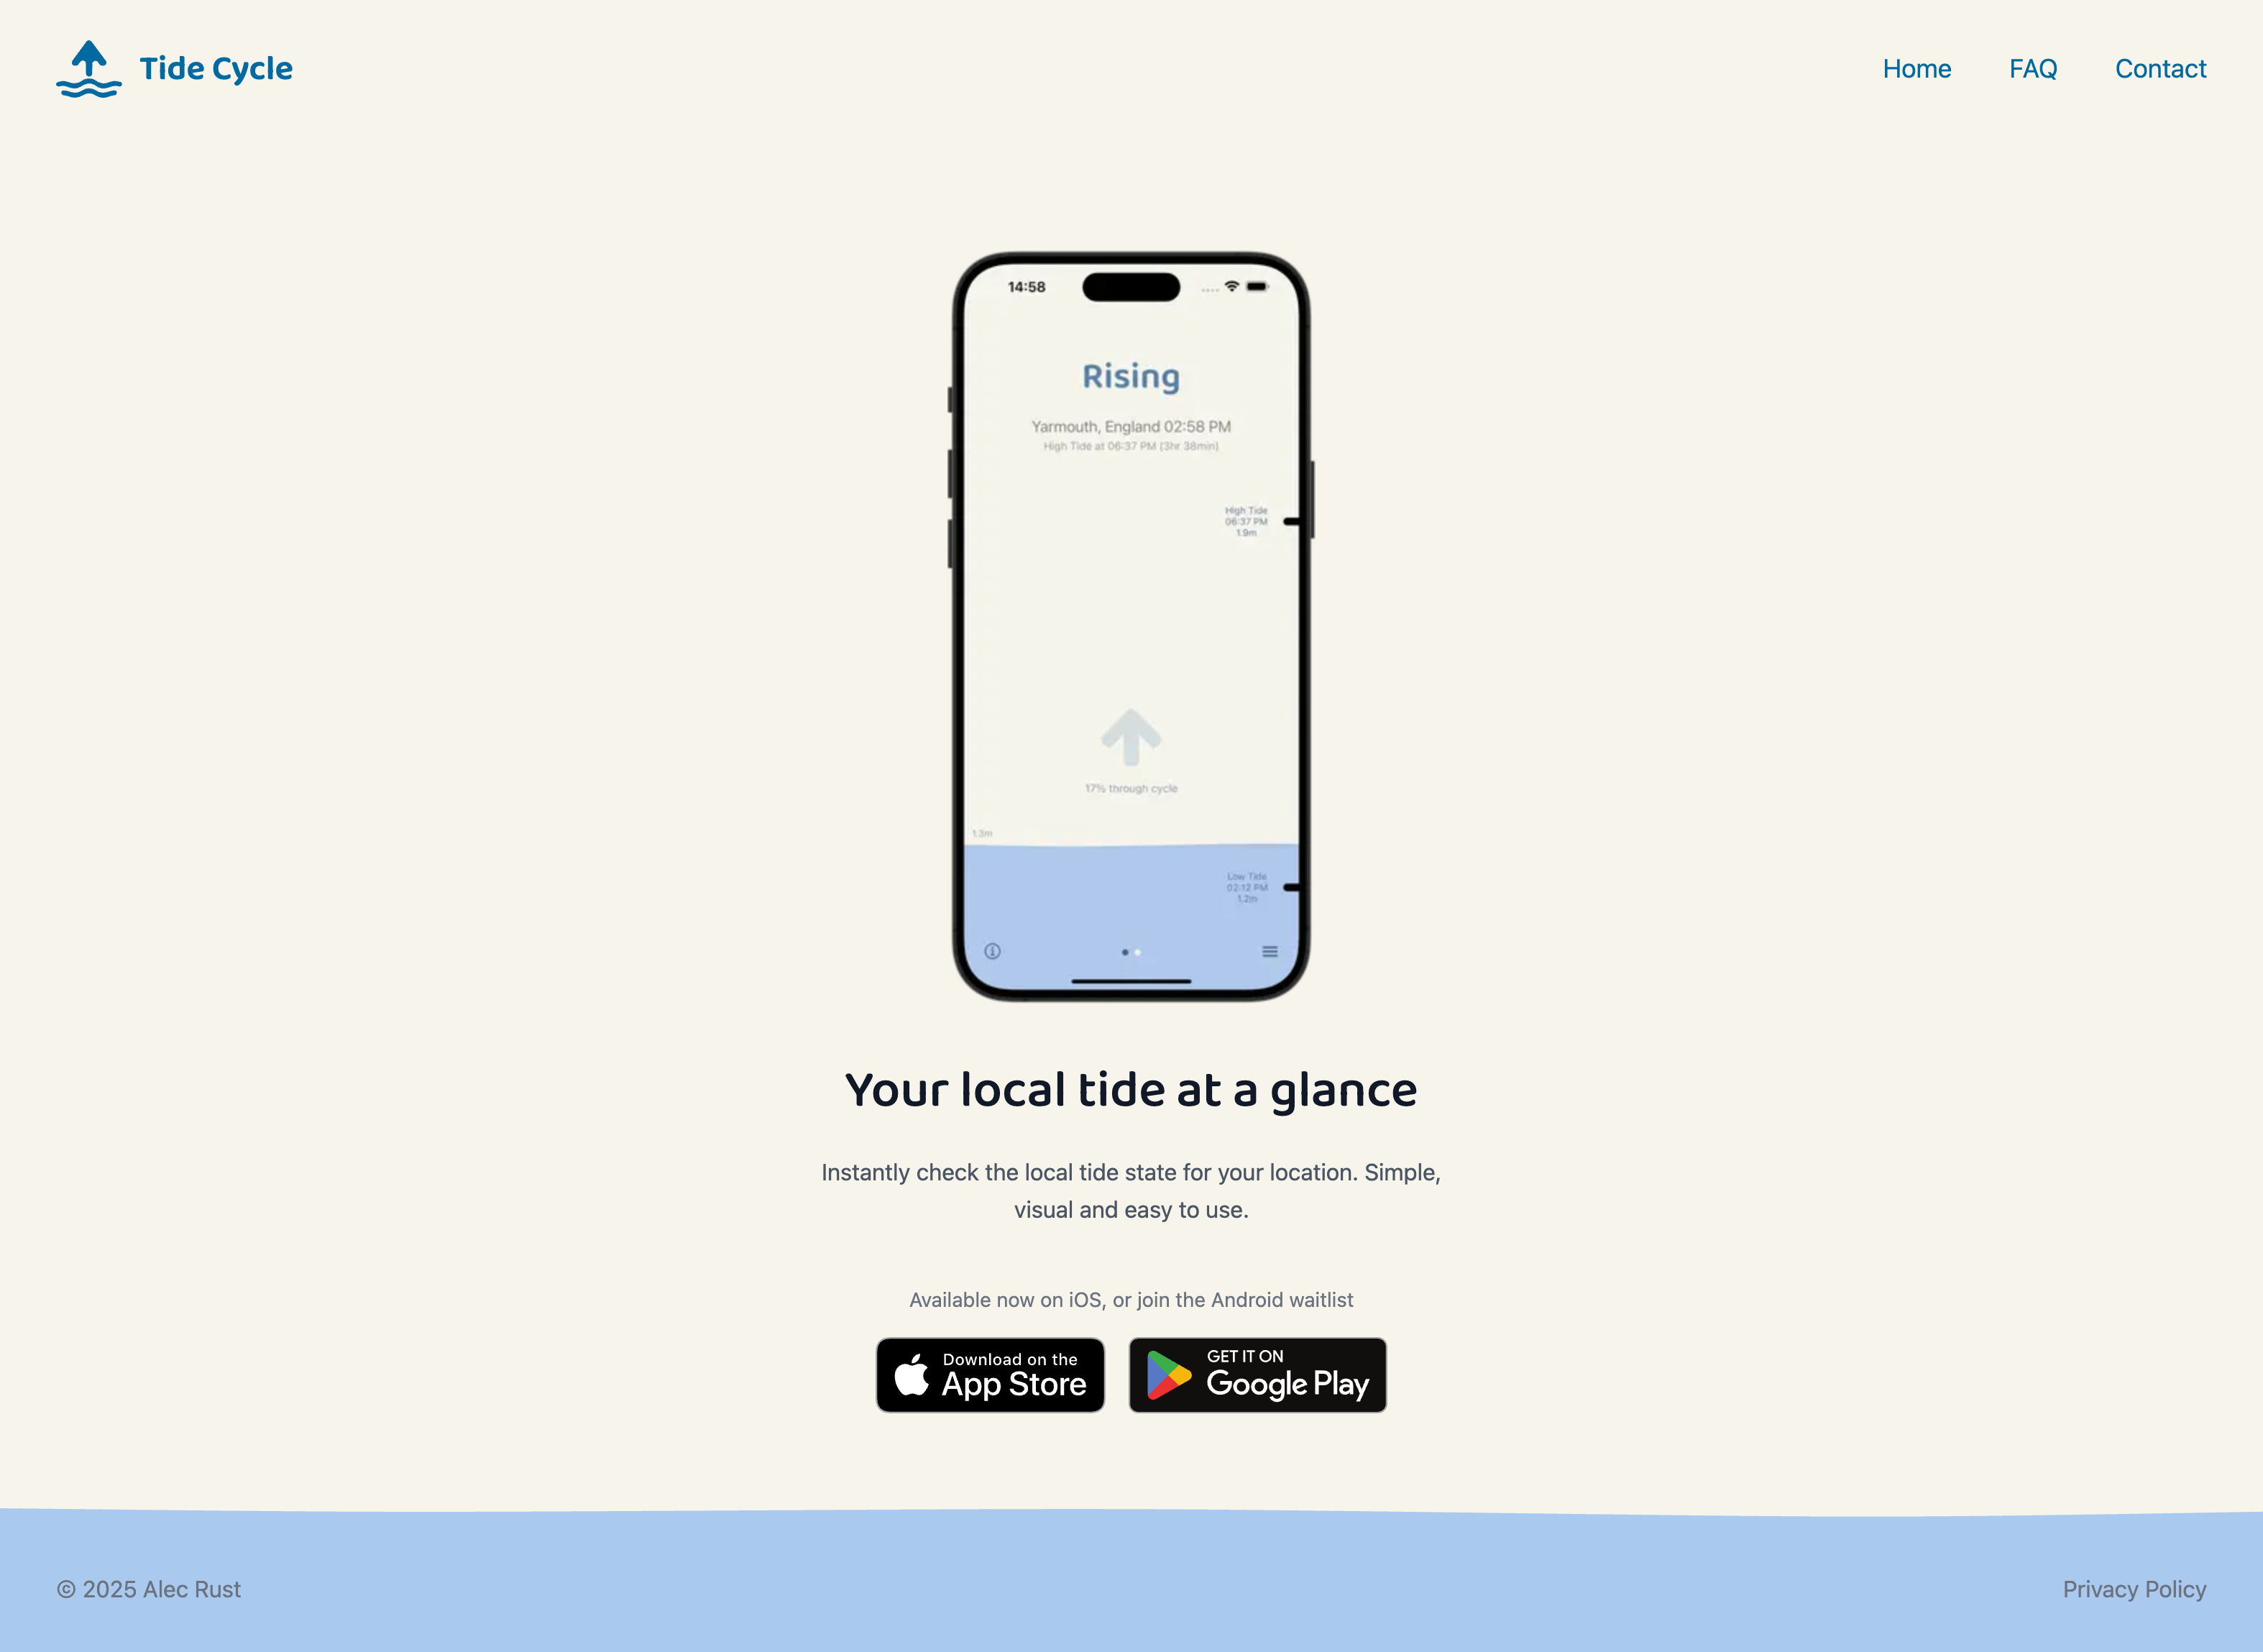 Tide Cycle
Home FAQ Contact
14:58
Rising
Yarmouth, England 02:58 PM
High Tide at 06:37 PM (3hr 38min)
High Tide
06:37 PM
1.9m
17% through cycle
1.3m
Low Tide
02:12 PM
1.2m
Your local tide at a glance
Instantly check the local tide state for your location. Simple,
visual and easy to use.
Available now on iOS, or join the Android waitlist
Download on the
App Store
GET IT ON
Google Play
© 2025 Alec Rust
Privacy Policy